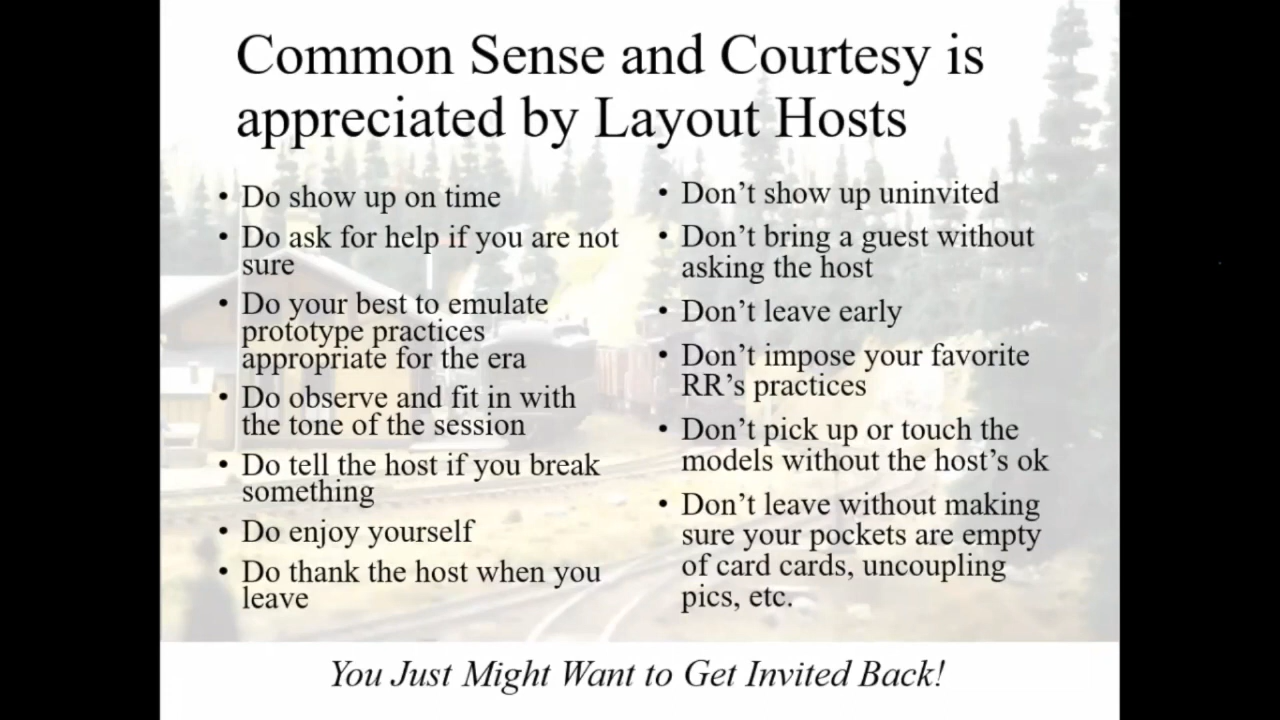 Common Sense and Courtesy is
appreciated by Layout Hosts
• Do show up on time
• Do ask for help if you are not
sure
• Do your best to emulate
prototype practices
appropriate for the era
• Do observe and fit in with
the tone of the session
• Do tell the host if you break
something
• Do enjoy yourself
• Do thank the host when you
leave
• Don’t show up uninvited
• Don’t bring a guest without
asking the host
• Don’t leave early
• Don’t impose your favorite
RR’s practices
• Don’t pick up or touch the
models without the host’s ok
• Don’t leave without making
sure your pockets are empty
of card cards, uncoupling
pics, etc.
You Just Might Want to Get Invited Back!